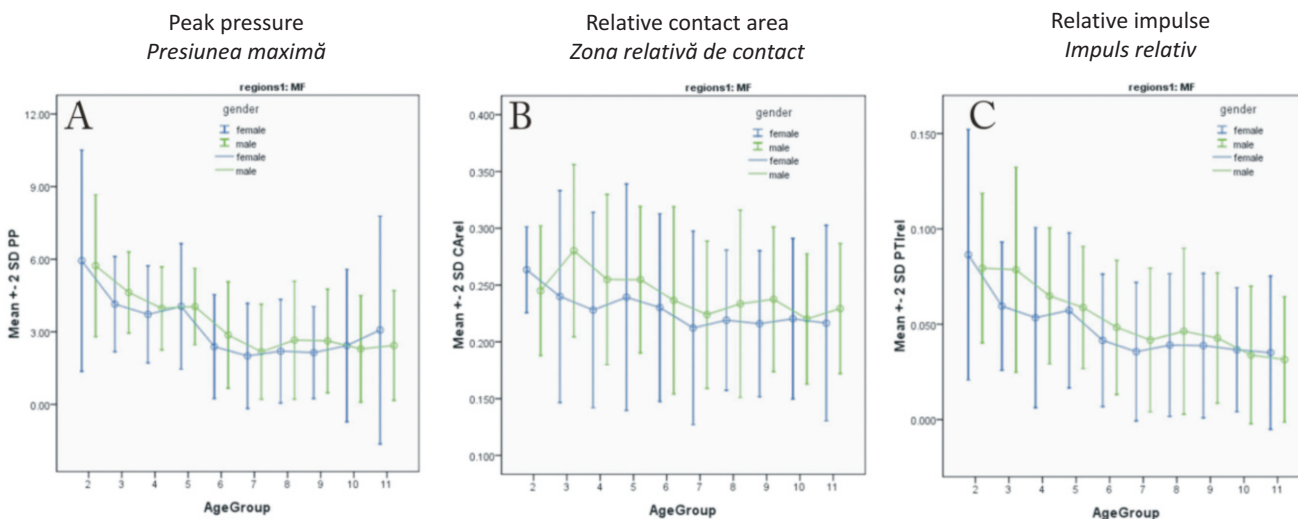 Peak pressure
Presiunea maximă
Relative contact area
Zona relativă de contact
Relative impulse
Impuls relativ
regions1: MF
A
gender
female
male
female
male
12.00
9.00
6.00
3.00
0.00
Mean +- 2 SD PP
2 3 4 5 6 7 8 9 10 11
AgeGroup
regions1: MF
B
gender
female
male
female
male
0.400
0.350
0.300
0.250
0.200
0.150
0.100
Mean +- 2 SD CArel
2 3 4 5 6 7 8 9 10 11
AgeGroup
regions1: MF
C
gender
female
male
female
male
0.150
0.100
0.050
0.000
Mean +- 2 SD PTIrel
2 3 4 5 6 7 8 9 10 11
AgeGroup